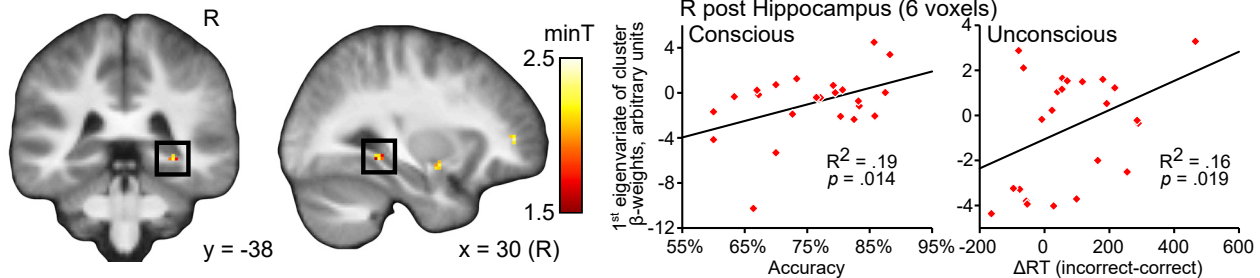 R
y = -38
x = 30 (R)
minT
2.5
1.5
R post Hippocampus (6 voxels)
1st eigenvariate of cluster
β-weights, arbitrary units
Conscious
4
0
-4
-8
-12
R2 = .19
p = .014
55% 65% 75% 85% 95%
Accuracy
Unconscious
4
2
0
-2
-4
R2 = .16
p = .019
-200 0 200 400 600
ΔRT (incorrect-correct)